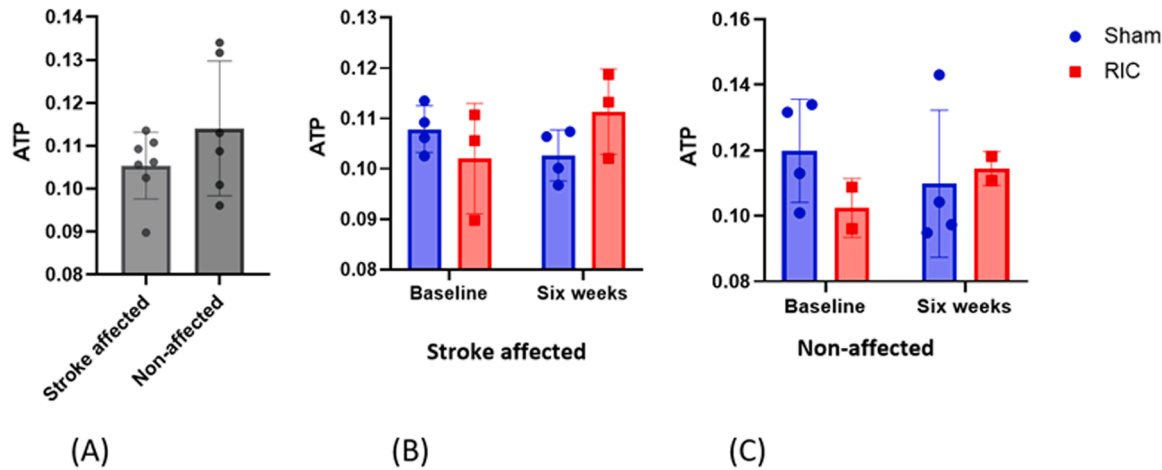 0.14
0.13
0.12
0.11
0.10
0.09
0.08
ATP
Stroke affected
Non-affected
(A)
0.13
0.12
0.11
0.10
0.09
0.08
ATP
Baseline
Six weeks
Stroke affected
(B)
0.16
0.14
0.12
0.10
0.08
ATP
Baseline
Six weeks
Non-affected
(C)
Sham
RIC